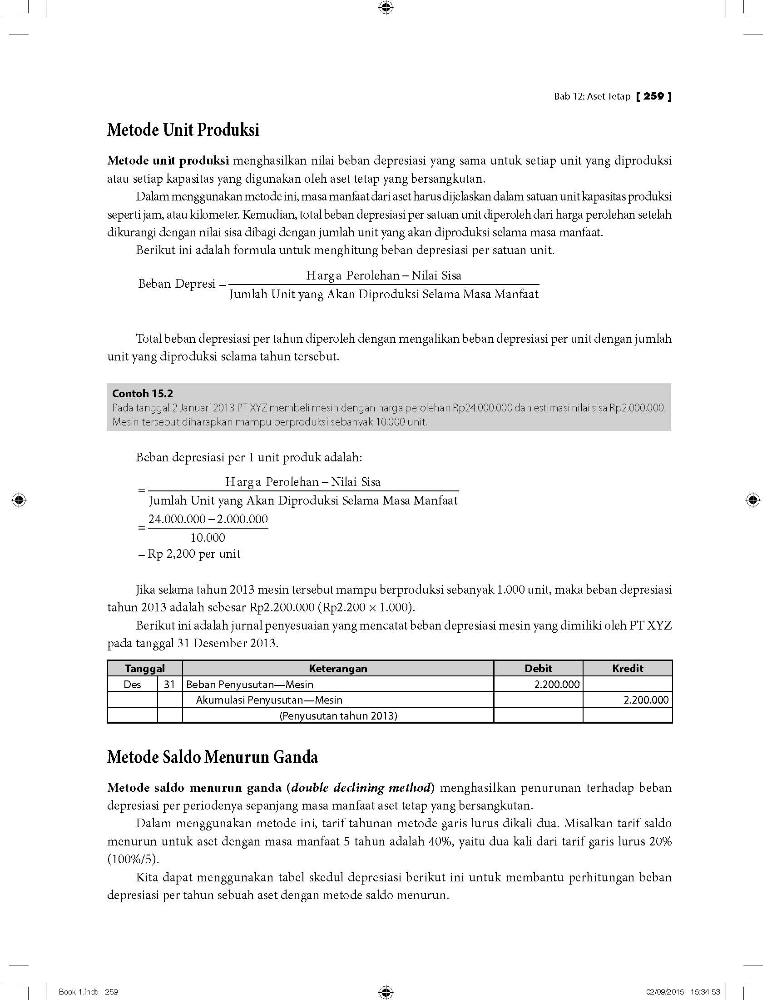 Bab 12: Aset Tetap [ 259 ]
Metode Unit Produksi
Metode unit produksi menghasilkan nilai beban depresiasi yang sama untuk setiap unit yang diproduksi
atau setiap kapasitas yang digunakan oleh aset tetap yang bersangkutan.
Dalam menggunakan metode ini, masa manfaat dari aset harus dijelaskan dalam satuan unit kapasitas produksi
seperti jam, atau kilometer. Kemudian, total beban depresiasi per satuan unit diperoleh dari harga perolehan setelah
dikurangi dengan nilai sisa dibagi dengan jumlah unit yang akan diproduksi selama masa manfaat.
Berikut ini adalah formula untuk menghitung beban depresiasi per satuan unit.
Harga Perolehan – Nilai Sisa
Beban Depresi =
Jumlah Unit yang Akan Diproduksi Selama Masa Manfaat
Total beban depresiasi per tahun diperoleh dengan mengalikan beban depresiasi per unit dengan jumlah
unit yang diproduksi selama tahun tersebut.
Contoh 15.2
Pada tanggal 2 Januari 2013 PT XYZ membeli mesin dengan harga perolehan Rp24.000.000 dan estimasi nilai sisa Rp2.000.000.
Mesin tersebut diharapkan mampu berproduksi sebanyak 10.000 unit.
Beban depresiasi per 1 unit produk adalah:
Harga Perolehan – Nilai Sisa
=
Jumlah Unit yang Akan Diproduksi Selama Masa Manfaat
24.000.000 – 2.000.000
=
10.000
= Rp 2,200 per unit
Jika selama tahun 2013 mesin tersebut mampu berproduksi sebanyak 1.000 unit, maka beban depresiasi
tahun 2013 adalah sebesar Rp2.200.000 (Rp2.200 × 1.000).
Berikut ini adalah jurnal penyesuaian yang mencatat beban depresiasi mesin yang dimiliki oleh PT XYZ
pada tanggal 31 Desember 2013.
Tanggal Keterangan Debit Kredit
Des 31 Beban Penyusutan—Mesin 2.200.000
Akumulasi Penyusutan—Mesin 2.200.000
(Penyusutan tahun 2013)
Metode Saldo Menurun Ganda
Metode saldo menurun ganda (double declining method) menghasilkan penurunan terhadap beban
depresiasi per periodenya sepanjang masa manfaat aset tetap yang bersangkutan.
Dalam menggunakan metode ini, tarif tahunan metode garis lurus dikali dua. Misalkan tarif saldo
menurun untuk aset dengan masa manfaat 5 tahun adalah 40%, yaitu dua kali dari tarif garis lurus 20%
(100%/5).
Kita dapat menggunakan tabel skedul depresiasi berikut ini untuk membantu perhitungan beban
depresiasi per tahun sebuah aset dengan metode saldo menurun.
Book 1.indb 259 02/09/2015 15:34:53